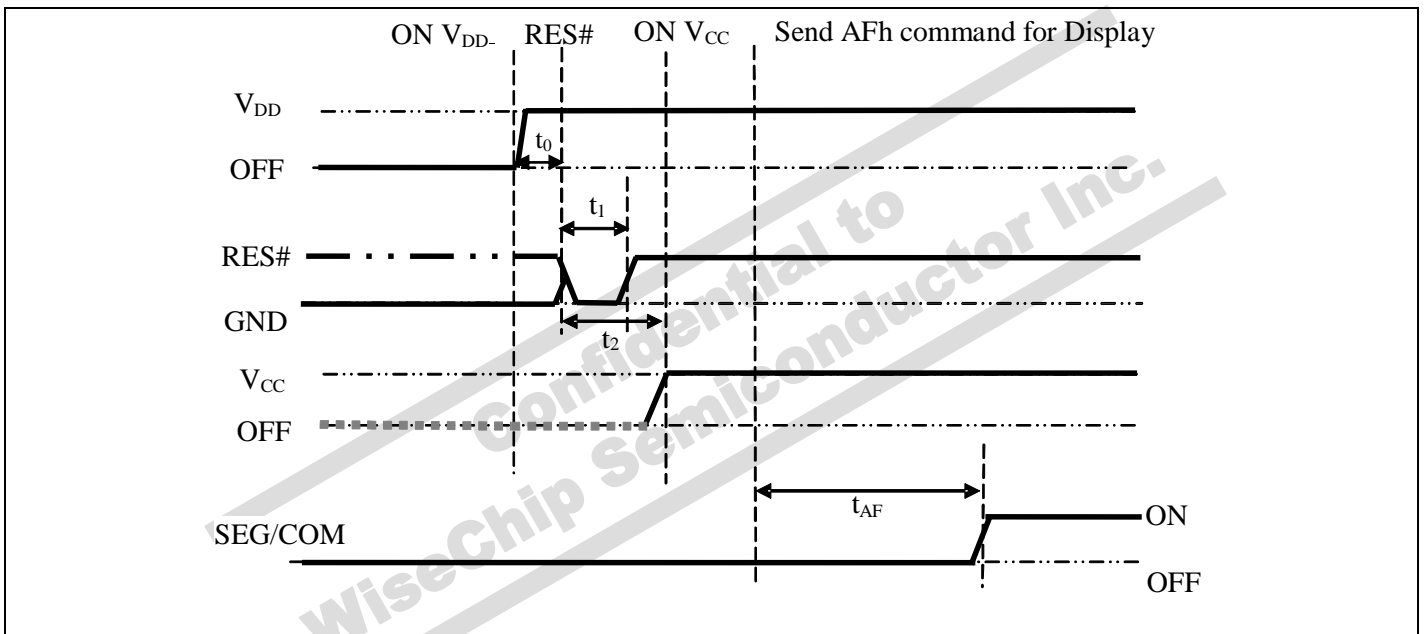 ON VDD RES# ON VCC Send AFh command for Display
VDD
t0
OFF
t1
RES#
GND
t2
VCC
OFF
tAF
ON
SEG/COM
OFF
Confidential to
WiseChip Semiconductor Inc.